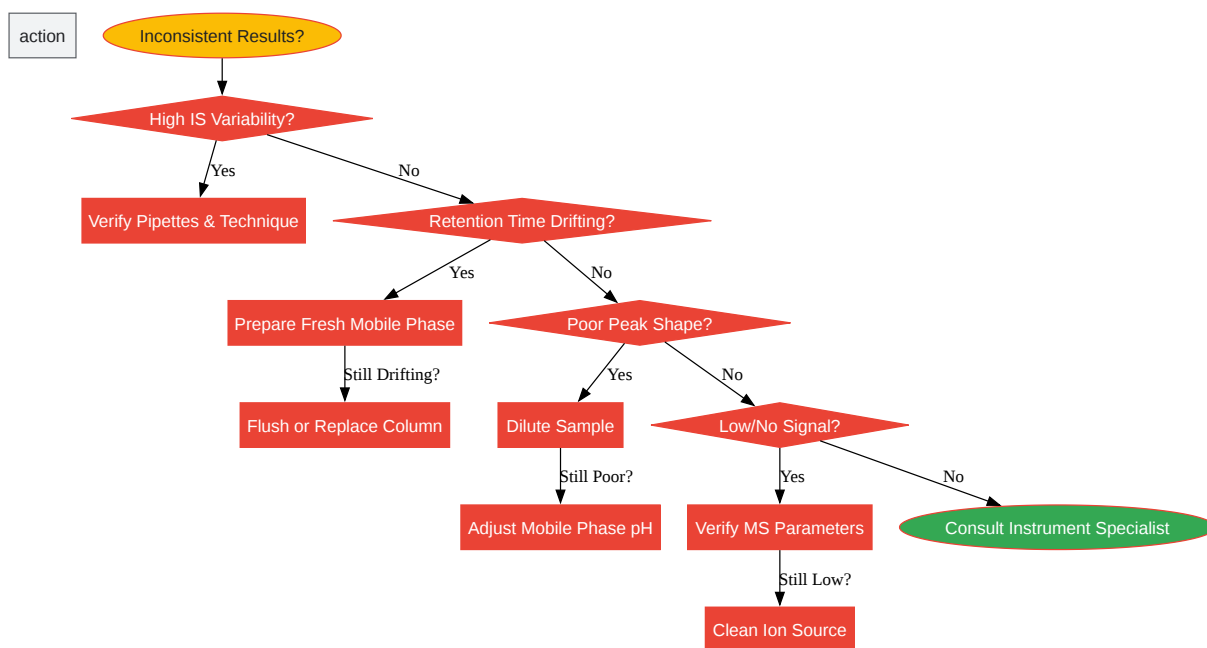 action
Inconsistent Results?
High IS Variability?
Yes
No
Verify Pipettes & Technique
Retention Time Drifting?
Yes
No
Prepare Fresh Mobile Phase
Poor Peak Shape?
Still Drifting?
Yes
No
Flush or Replace Column
Dilute Sample
Low/No Signal?
Still Poor?
Yes
No
Adjust Mobile Phase pH
Verify MS Parameters
Consult Instrument Specialist
Still Low?
Clean Ion Source